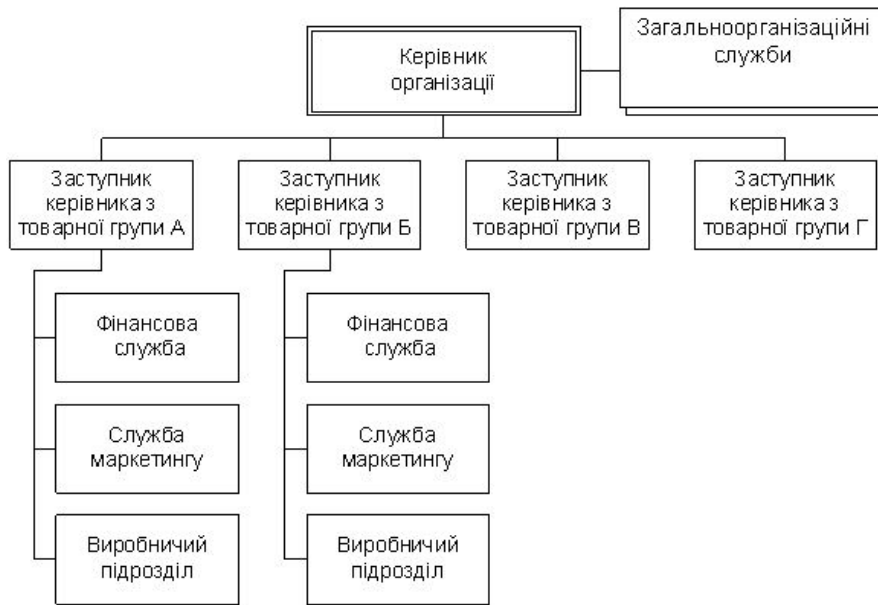 Керівник
організації
Загальноорганізаційні
служби
Заступник
керівника з
товарної групи А
Заступник
керівника з
товарної групи Б
Заступник
керівника з
товарної групи В
Заступник
керівника з
товарної групи Г
Фінансова
служба
Фінансова
служба
Служба
маркетингу
Служба
маркетингу
Виробничий
підрозділ
Виробничий
підрозділ